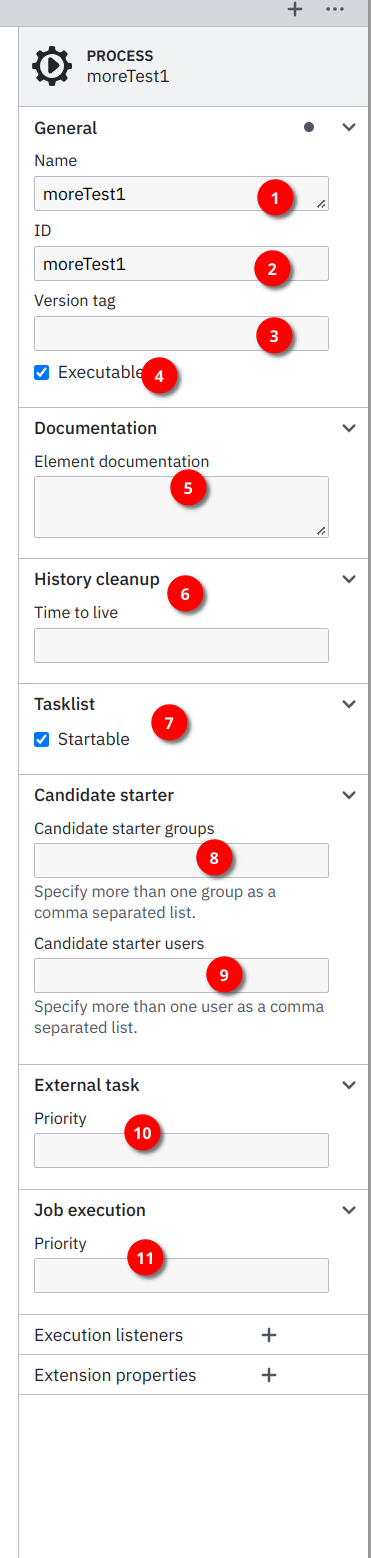 PROCESS
moreTest1
General
Name
moreTest1 1
ID
moreTest1 2
Version tag
3
Executable 4
Documentation
Element documentation
5
History cleanup 6
Time to live
Tasklist
7
Startable
Candidate starter
Candidate starter groups
8
Specify more than one group as a
comma separated list.
Candidate starter users
9
Specify more than one user as a comma
separated list.
External task
Priority 10
Job execution
Priority 11
Execution listeners +
Extension properties +